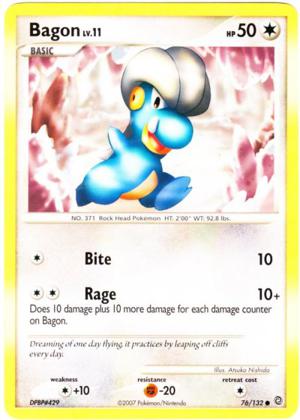 Bagon LV.11 HP 50
BASIC
NO. 371 Rock Head Pokémon HT: 2'00" WT: 92.8 lbs.
Bite 10
Rage 10+
Does 10 damage plus 10 more damage for each damage counter
on Bagon.
Illus. Atsuko Nishida
Dreaming of one day flying, it practices by leaping off cliffs
every day.
DPBP#429
weakness resistance retreat cost
+10 -20
©2007 Pokémon/Nintendo 76/132